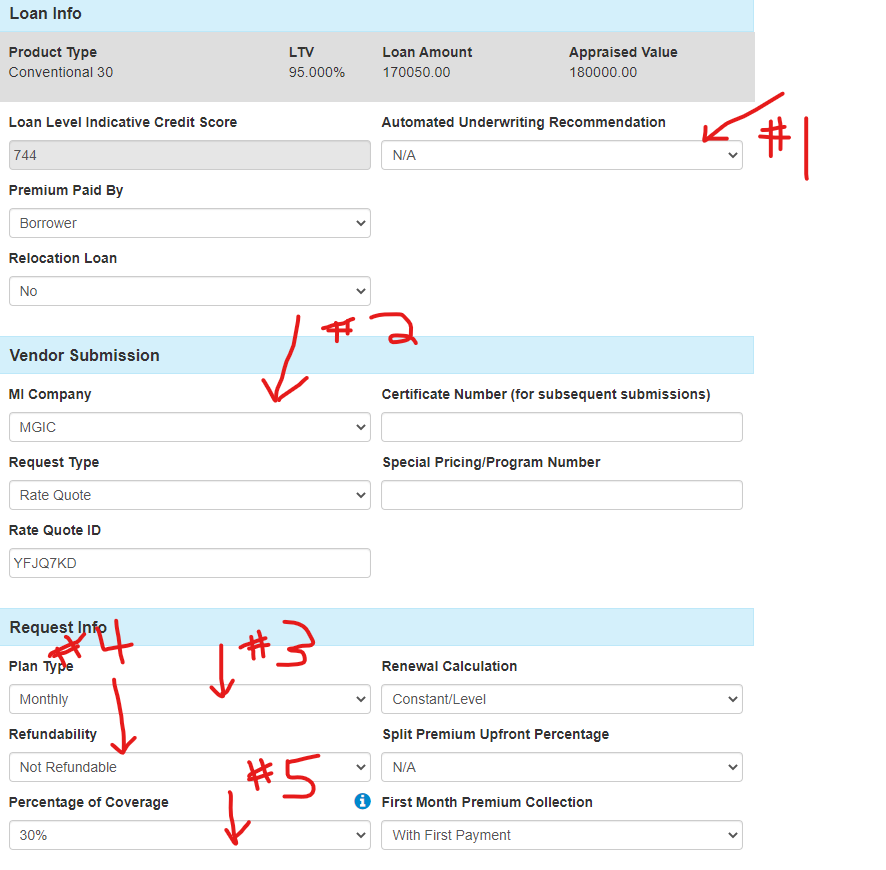 Loan Info
Product Type LTV Loan Amount Appraised Value
Conventional 30 95.000% 170050.00 180000.00
Loan Level Indicative Credit Score Automated Underwriting Recommendation
#1
744 N/A
Premium Paid By
Borrower
Relocation Loan
No
#2
Vendor Submission
MI Company Certificate Number (for subsequent submissions)
MGIC
Request Type Special Pricing/Program Number
Rate Quote
Rate Quote ID
YFJQ7KD
Request Info
#4 #3
Plan Type Renewal Calculation
Monthly Constant/Level
Refundability Split Premium Upfront Percentage
Not Refundable N/A
#5
Percentage of Coverage i First Month Premium Collection
30% With First Payment